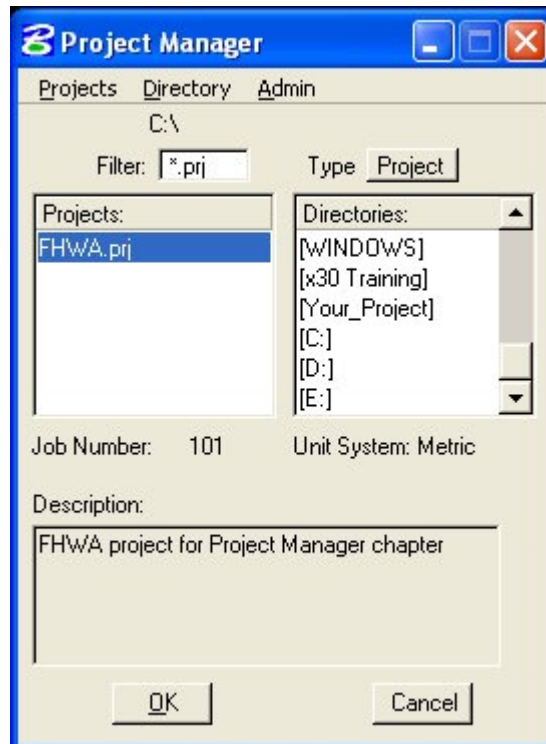 Project Manager
Projects Directory Admin
C:\
Filter: *.prj Type Project
Projects: Directories:
FHWA.prj [WINDOWS]
[x30 Training]
[Your_Project]
[C:]
[D:]
[E:]
Job Number: 101 Unit System: Metric
Description:
FHWA project for Project Manager chapter
OK Cancel